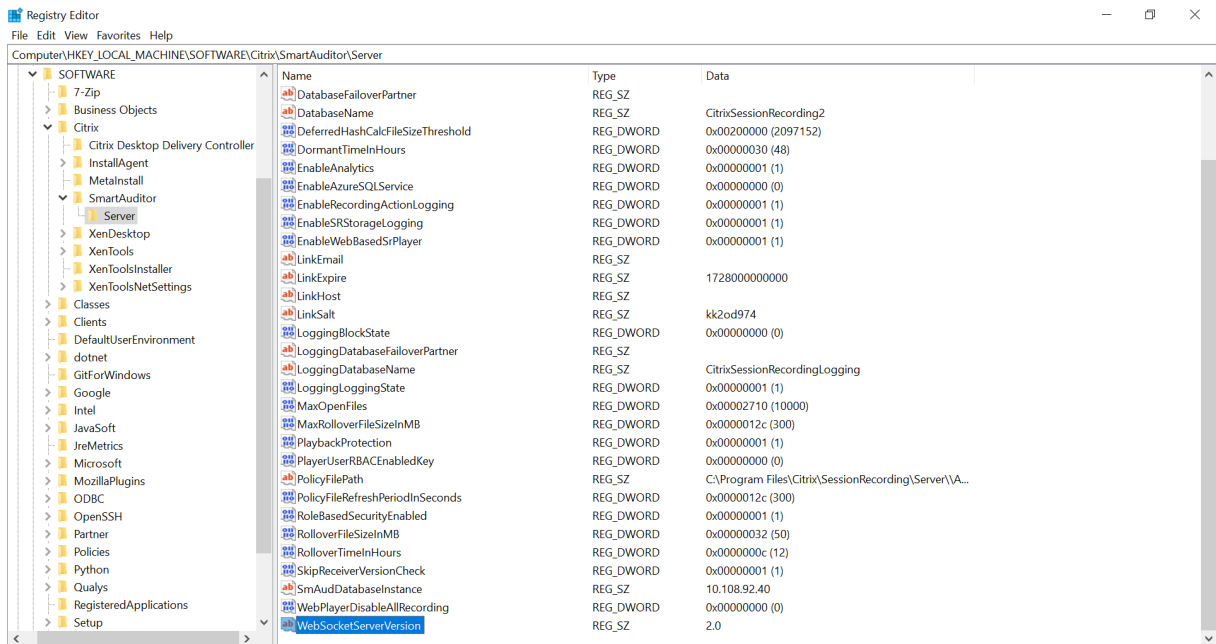 Registry Editor
File Edit View Favorites Help
Computer\HKEY_LOCAL_MACHINE\SOFTWARE\Citrix\SmartAuditor\Server
SOFTWARE
7-Zip
Business Objects
Citrix
Citrix Desktop Delivery Controller
InstallAgent
MetaInstall
SmartAuditor
Server
XenDesktop
XenTools
XenToolsInstaller
XenToolsNetSettings
Classes
Clients
DefaultUserEnvironment
dotnet
GitForWindows
Google
Intel
JavaSoft
JreMetrics
Microsoft
MozillaPlugins
ODBC
OpenSSH
Partner
Policies
Python
Qualys
RegisteredApplications
Setup
Name Type Data
DatabaseFailoverPartner REG_SZ
DatabaseName REG_SZ CitrixSessionRecording2
DeferredHashCalcFileSizeThreshold REG_DWORD 0x00200000 (2097152)
DormantTimeInHours REG_DWORD 0x00000030 (48)
EnableAnalytics REG_DWORD 0x00000001 (1)
EnableAzureSQLService REG_DWORD 0x00000000 (0)
EnableRecordingActionLogging REG_DWORD 0x00000001 (1)
EnableSRStorageLogging REG_DWORD 0x00000001 (1)
EnableWebBasedSrPlayer REG_DWORD 0x00000001 (1)
LinkEmail REG_SZ
LinkExpire REG_SZ 1728000000000
LinkHost REG_SZ
LinkSalt REG_SZ kk2od974
LoggingBlockState REG_DWORD 0x00000000 (0)
LoggingDatabaseFailoverPartner REG_SZ
LoggingDatabaseName REG_SZ CitrixSessionRecordingLogging
LoggingLoggingState REG_DWORD 0x00000001 (1)
MaxOpenFiles REG_DWORD 0x00002710 (10000)
MaxRolloverFileSizeInMB REG_DWORD 0x0000012c (300)
PlaybackProtection REG_DWORD 0x00000001 (1)
PlayerUserRBACEnabledKey REG_DWORD 0x00000000 (0)
PolicyFilePath REG_SZ C:\Program Files\Citrix\SessionRecording\Server\\A...
PolicyFileRefreshPeriodInSeconds REG_DWORD 0x0000012c (300)
RoleBasedSecurityEnabled REG_DWORD 0x00000001 (1)
RolloverFileSizeInMB REG_DWORD 0x00000032 (50)
RolloverTimeInHours REG_DWORD 0x0000000c (12)
SkipReceiverVersionCheck REG_DWORD 0x00000001 (1)
SmAudDatabaseInstance REG_SZ 10.108.92.40
WebPlayerDisableAllRecording REG_DWORD 0x00000000 (0)
WebSocketServerVersion REG_SZ 2.0